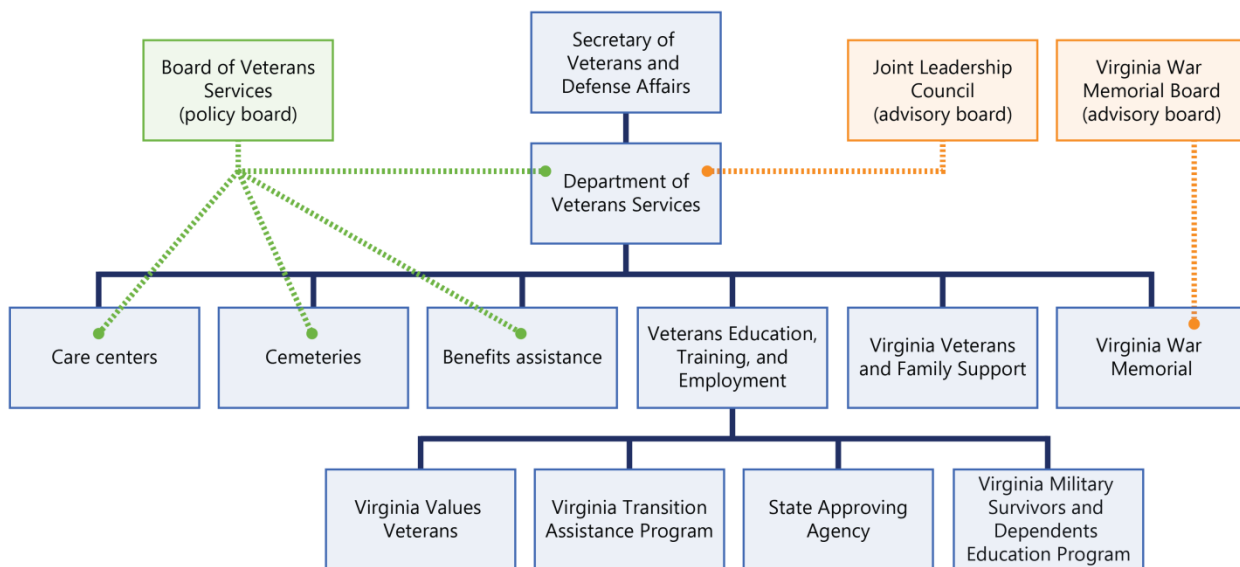 Board of Veterans
Services
(policy board)
Secretary of
Veterans and
Defense Affairs
Joint Leadership
Council
(advisory board)
Virginia War
Memorial Board
(advisory board)
Department of
Veterans Services
Care centers
Cemeteries
Benefits assistance
Veterans Education,
Training, and
Employment
Virginia Veterans
and Family Support
Virginia War
Memorial
Virginia Values
Veterans
Virginia Transition
Assistance Program
State Approving
Agency
Virginia Military
Survivors and
Dependents
Education Program